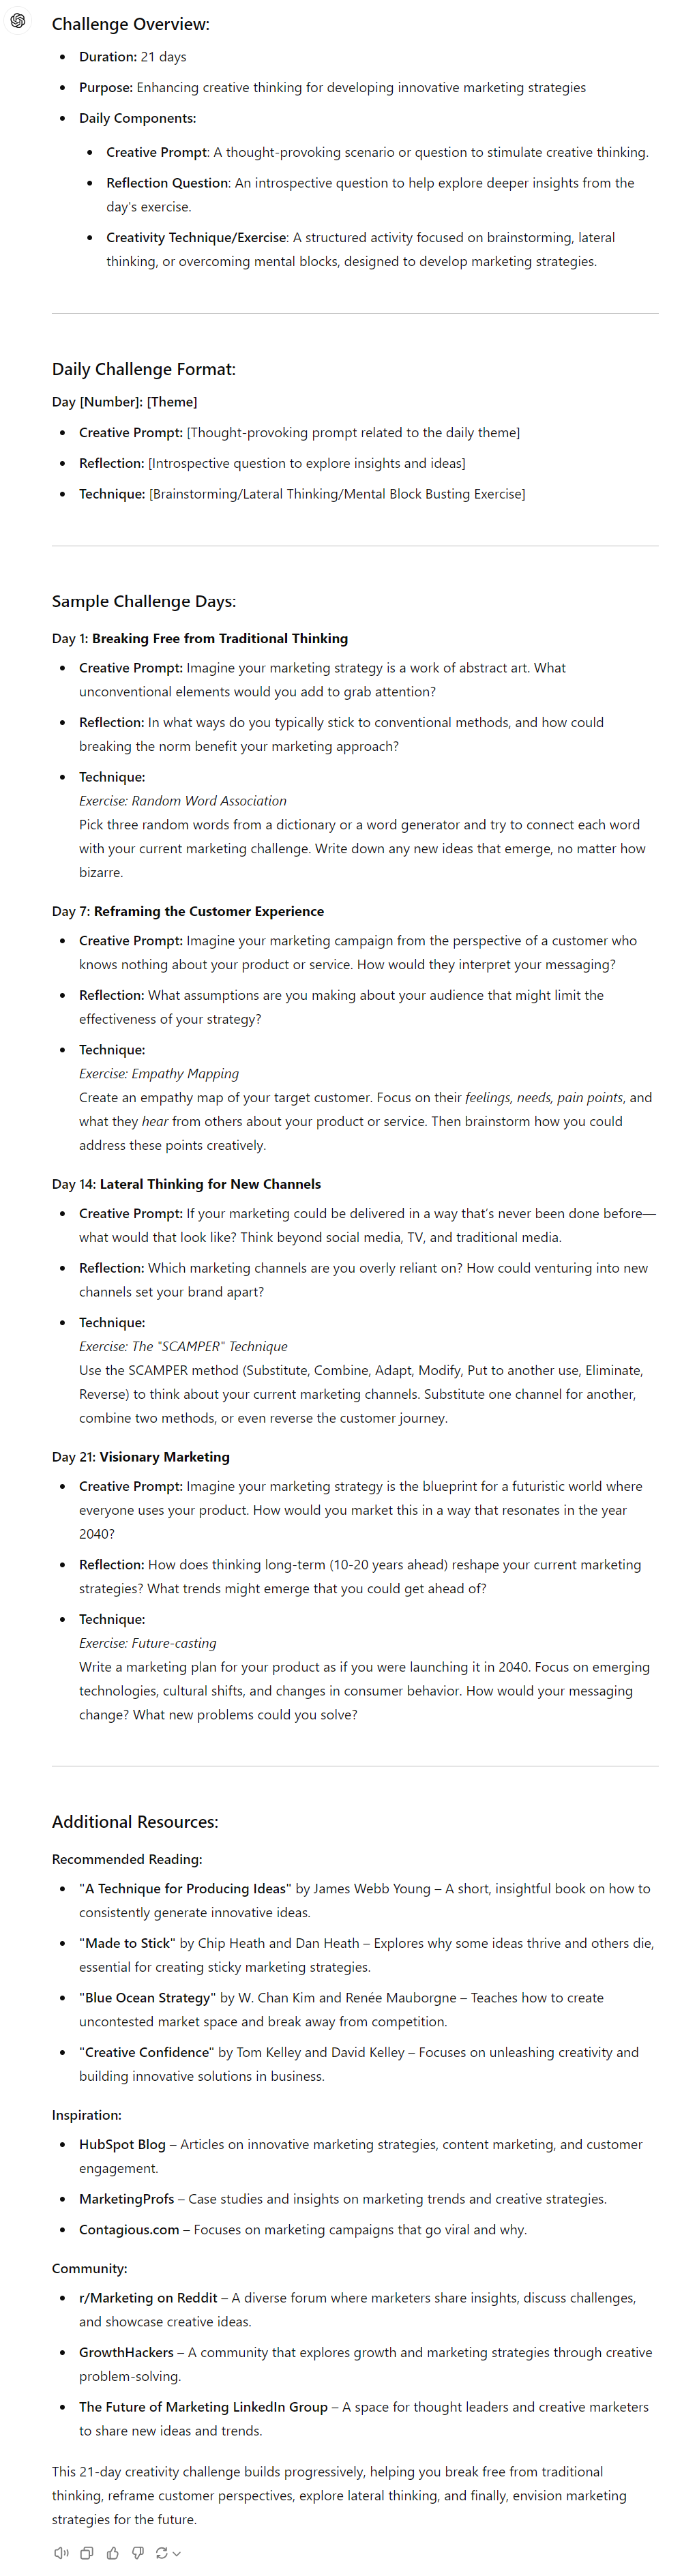 Challenge Overview:
Duration: 21 days
Purpose: Enhancing creative thinking for developing innovative marketing strategies
Daily Components:
Creative Prompt: A thought-provoking scenario or question to stimulate creative thinking.
Reflection Question: An introspective question to help explore deeper insights from the
day's exercise.
Creativity Technique/Exercise: A structured activity focused on brainstorming, lateral
thinking, or overcoming mental blocks, designed to develop marketing strategies.
Daily Challenge Format:
Day [Number]: [Theme]
Creative Prompt: [Thought-provoking prompt related to the daily theme]
Reflection: [Introspective question to explore insights and ideas]
Technique: [Brainstorming/Lateral Thinking/Mental Block Busting Exercise]
Sample Challenge Days:
Day 1: Breaking Free from Traditional Thinking
Creative Prompt: Imagine your marketing strategy is a work of abstract art. What
unconventional elements would you add to grab attention?
Reflection: In what ways do you typically stick to conventional methods, and how could
breaking the norm benefit your marketing approach?
Technique:
Exercise: Random Word Association
Pick three random words from a dictionary or a word generator and try to connect each word
with your current marketing challenge. Write down any new ideas that emerge, no matter how
bizarre.
Day 7: Reframing the Customer Experience
Creative Prompt: Imagine your marketing campaign from the perspective of a customer who
knows nothing about your product or service. How would they interpret your messaging?
Reflection: What assumptions are you making about your audience that might limit the
effectiveness of your strategy?
Technique:
Exercise: Empathy Mapping
Create an empathy map of your target customer. Focus on their feelings, needs, pain points, and
what they hear from others about your product or service. Then brainstorm how you could
address these points creatively.
Day 14: Lateral Thinking for New Channels
Creative Prompt: If your marketing could be delivered in a way that's never been done before—
what would that look like? Think beyond social media, TV, and traditional media.
Reflection: Which marketing channels are you overly reliant on? How could venturing into new
channels set your brand apart?
Technique:
Exercise: The "SCAMPER" Technique
Use the SCAMPER method (Substitute, Combine, Adapt, Modify, Put to another use, Eliminate,
Reverse) to think about your current marketing channels. Substitute one channel for another,
combine two methods, or even reverse the customer journey.
Day 21: Visionary Marketing
Creative Prompt: Imagine your marketing strategy is the blueprint for a futuristic world where
everyone uses your product. How would you market this in a way that resonates in the year
2040?
Reflection: How does thinking long-term (10-20 years ahead) reshape your current marketing
strategies? What trends might emerge that you could get ahead of?
Technique:
Exercise: Future-casting
Write a marketing plan for your product as if you were launching it in 2040. Focus on emerging
technologies, cultural shifts, and changes in consumer behavior. How would your messaging
change? What new problems could you solve?
Additional Resources:
Recommended Reading:
"A Technique for Producing Ideas" by James Webb Young – A short, insightful book on how to
consistently generate innovative ideas.
"Made to Stick" by Chip Heath and Dan Heath – Explores why some ideas thrive and others die,
essential for creating sticky marketing strategies.
"Blue Ocean Strategy" by W. Chan Kim and Renée Mauborgne – Teaches how to create
uncontested market space and break away from competition.
"Creative Confidence" by Tom Kelley and David Kelley – Focuses on unleashing creativity and
building innovative solutions in business.
Inspiration:
HubSpot Blog – Articles on innovative marketing strategies, content marketing, and customer
engagement.
MarketingProfs – Case studies and insights on marketing trends and creative strategies.
Contagious.com – Focuses on marketing campaigns that go viral and why.
Community:
r/Marketing on Reddit – A diverse forum where marketers share insights, discuss challenges,
and showcase creative ideas.
GrowthHackers – A community that explores growth and marketing strategies through creative
problem-solving.
The Future of Marketing LinkedIn Group – A space for thought leaders and creative marketers
to share new ideas and trends.
This 21-day creativity challenge builds progressively, helping you break free from traditional
thinking, reframe customer perspectives, explore lateral thinking, and finally, envision marketing
strategies for the future.